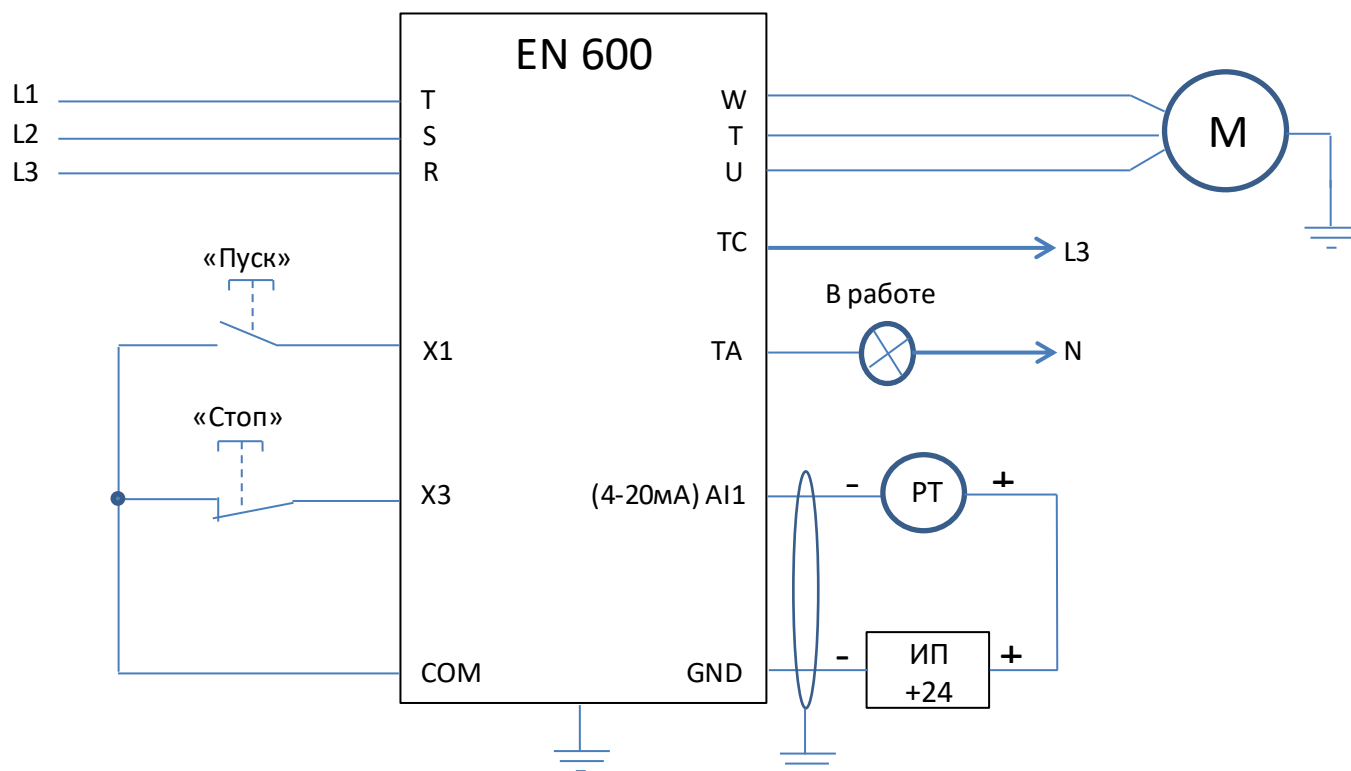 EN 600
L1
L2
L3
T
S
R
W
T
U
M
TC
L3
«Пуск»
В работе
X1
TA
N
«Стоп»
X3
(4-20мА) AI1
-
РТ
+
COM
GND
-
ИП
+24
+